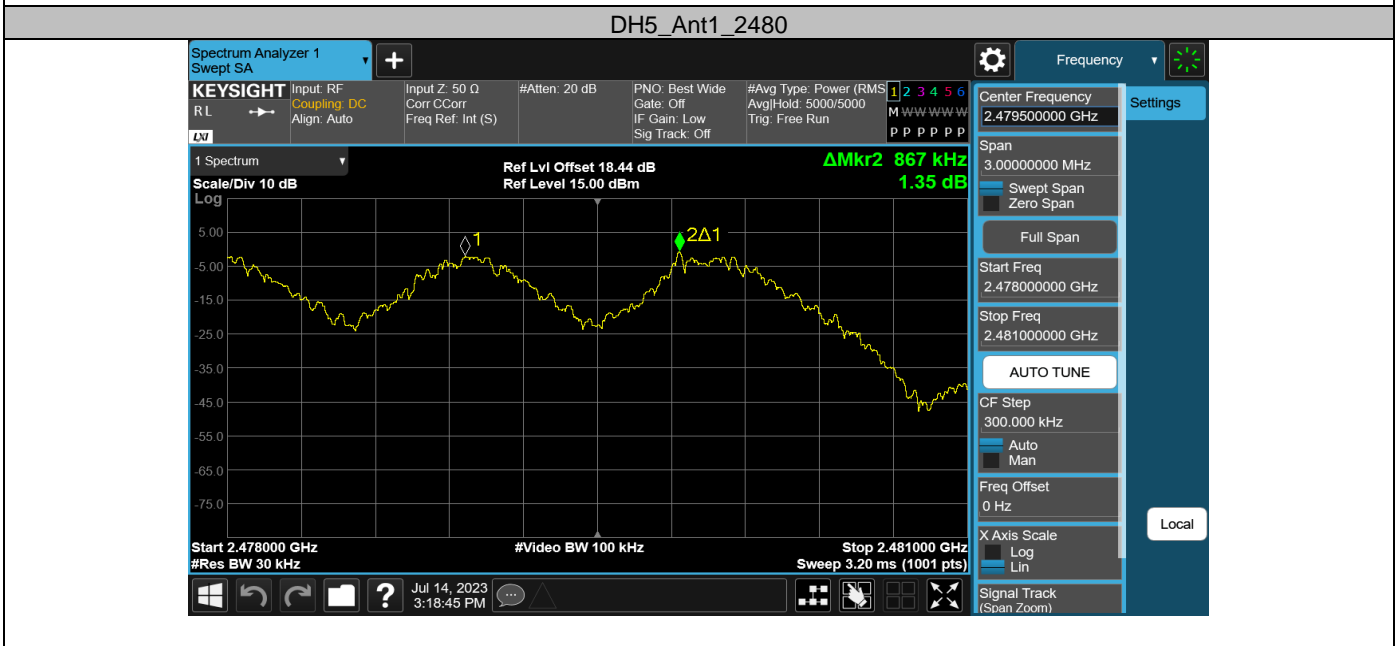 DH5_Ant1_2480
Spectrum Analyzer 1
Swept SA
+
Frequency
KEYSIGHT
RL
LXI
Input: RF
Coupling: DC
Align: Auto
Input Z: 50 Ω
Corr CCorr
Freq Ref: Int (S)
#Atten: 20 dB
PNO: Best Wide
Gate: Off
IF Gain: Low
Sig Track: Off
#Avg Type: Power (RMS
Avg|Hold: 5000/5000
Trig: Free Run
1 2 3 4 5 6
M W W W W W
P P P P P P
1 Spectrum
Scale/Div 10 dB
Log
Ref Lvl Offset 18.44 dB
Ref Level 15.00 dBm
ΔMkr2 867 kHz
1.35 dB
1
2Δ1
5.00
-5.00
-15.0
-25.0
-35.0
-45.0
-55.0
-65.0
-75.0
Start 2.478000 GHz
#Res BW 30 kHz
#Video BW 100 kHz
Stop 2.481000 GHz
Sweep 3.20 ms (1001 pts)
?
Jul 14, 2023
3:18:45 PM
Center Frequency
2.479500000 GHz
Span
3.00000000 MHz
Swept Span
Zero Span
Full Span
Start Freq
2.478000000 GHz
Stop Freq
2.481000000 GHz
AUTO TUNE
CF Step
300.000 kHz
Auto
Man
Freq Offset
0 Hz
X Axis Scale
Log
Lin
Signal Track
(Span Zoom)
Settings
Local